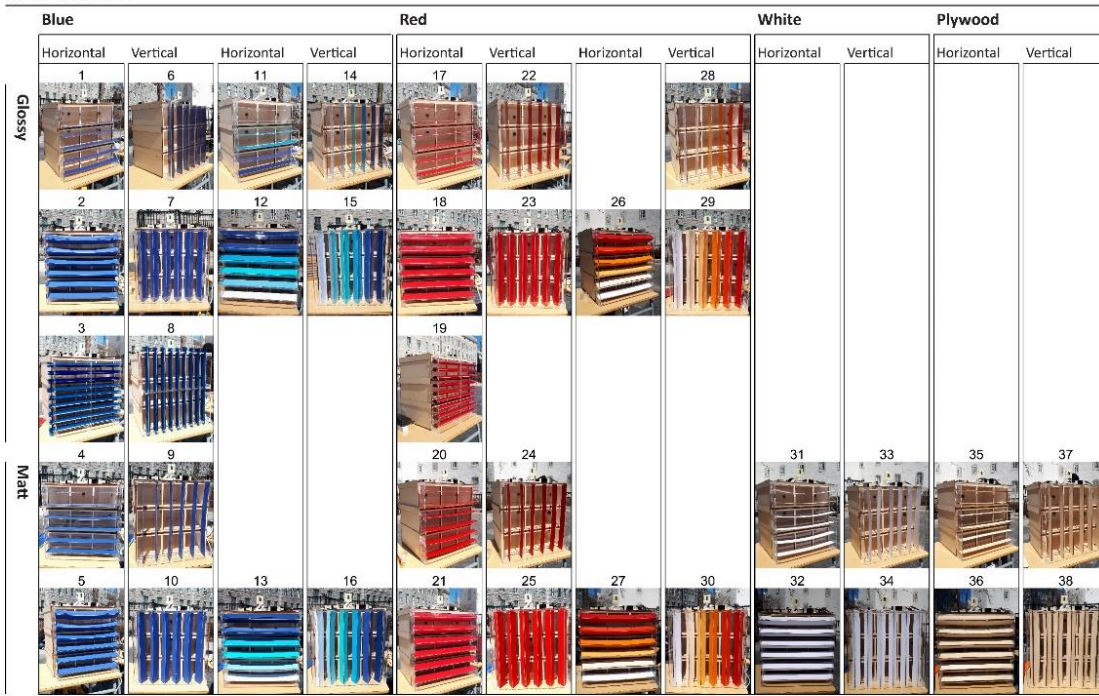 Blue Red White Plywood
Horizontal Vertical Horizontal Vertical Horizontal Vertical Horizontal Vertical Horizontal Vertical Horizontal Vertical
Glossy
1 6 11 14 17 22 28
2 7 12 15 18 23 26 29
3 8 19
Matt
4 9 20 24 31 33 35 37
5 10 13 16 21 25 27 30 32 34 36 38